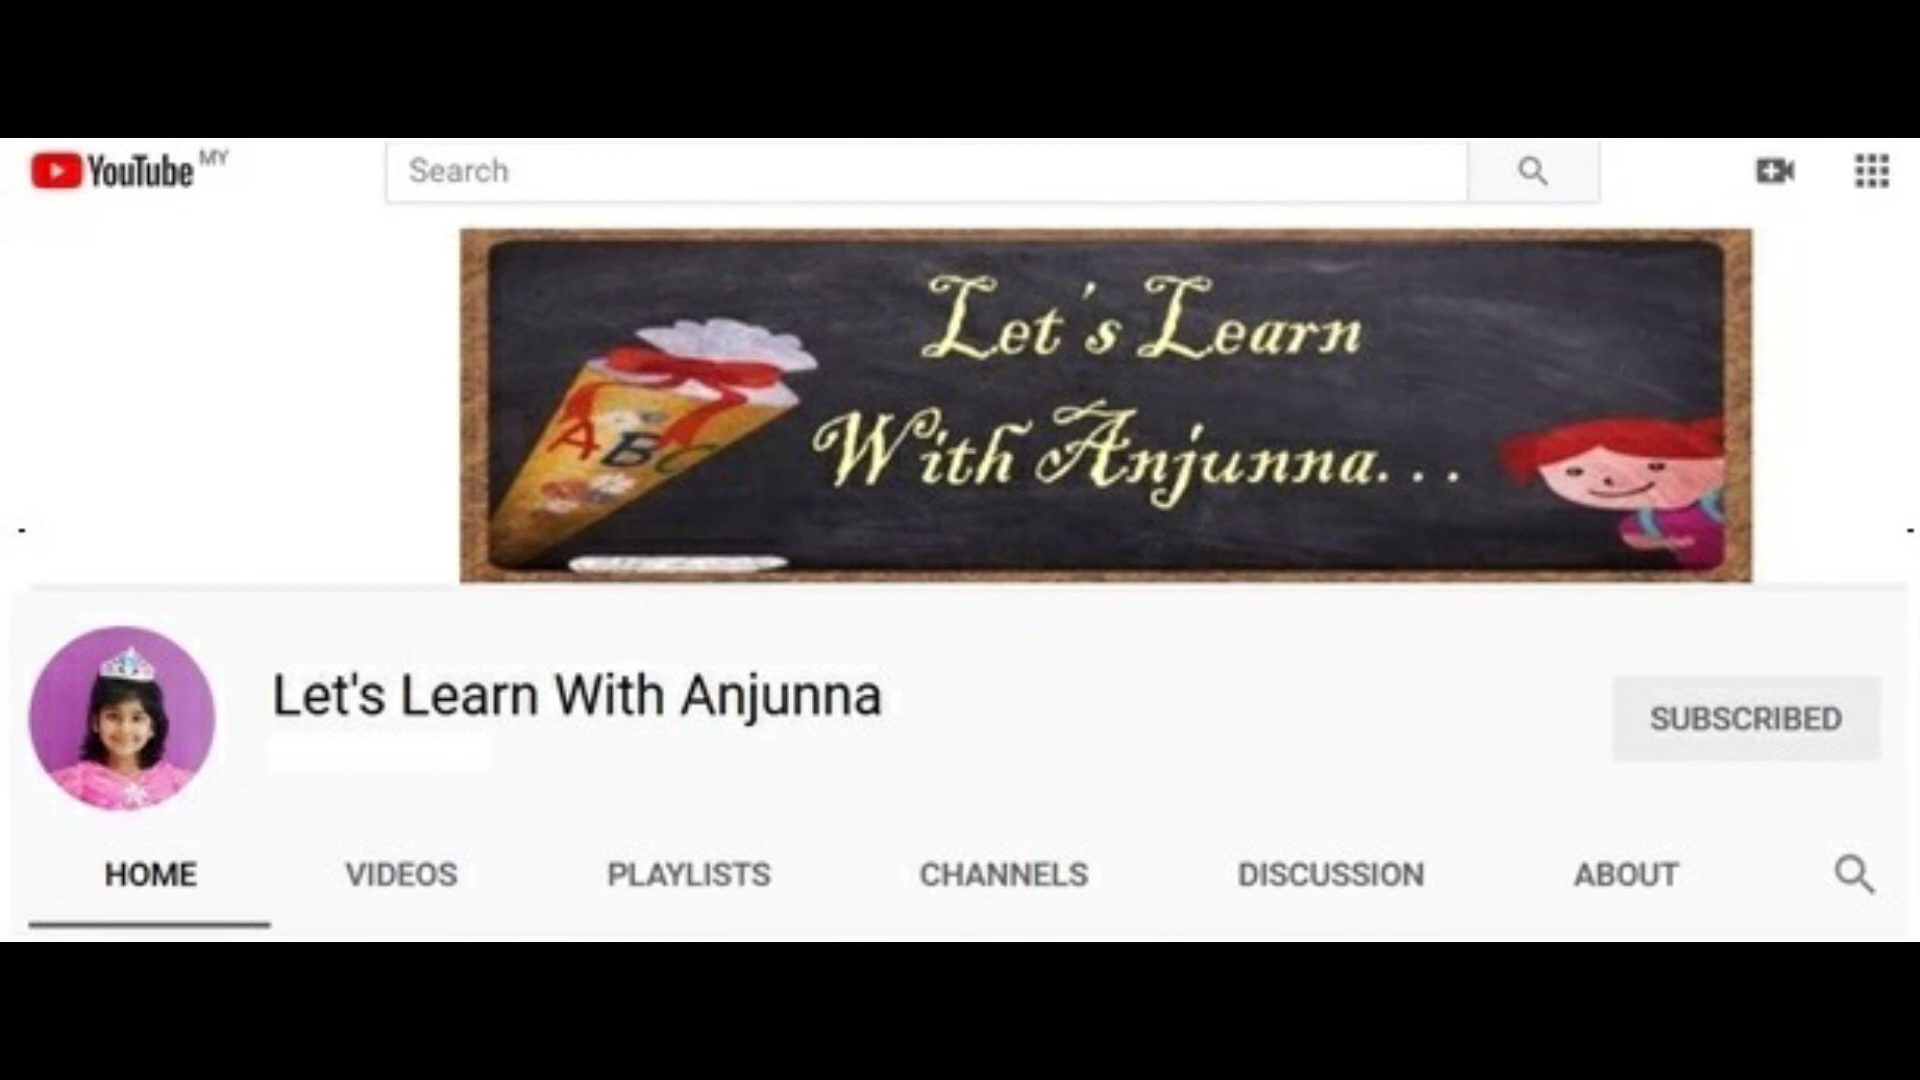 YouTube MY
Search
Let's Learn
With Anjunna...
ABC
Let's Learn With Anjunna
SUBSCRIBED
HOME VIDEOS PLAYLISTS CHANNELS DISCUSSION ABOUT